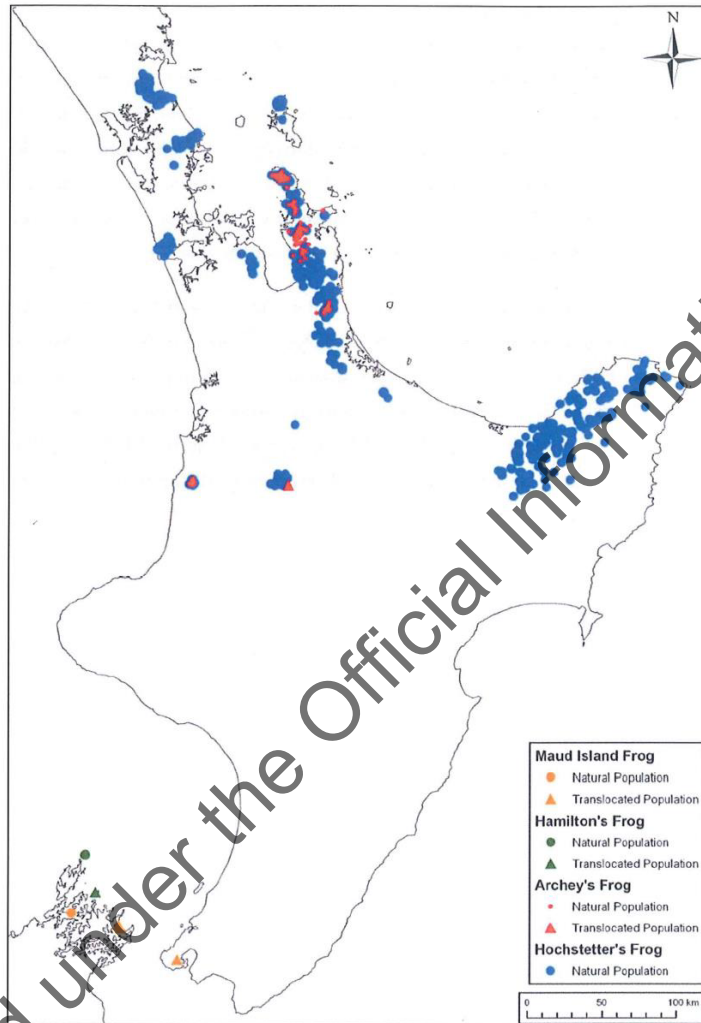 N
Maud Island Frog
Natural Population
Translocated Population
Hamilton's Frog
Natural Population
Translocated Population
Archey's Frog
Natural Population
Translocated Population
Hochstetter's Frog
Natural Population
0 50 100 km
under the Official Informat